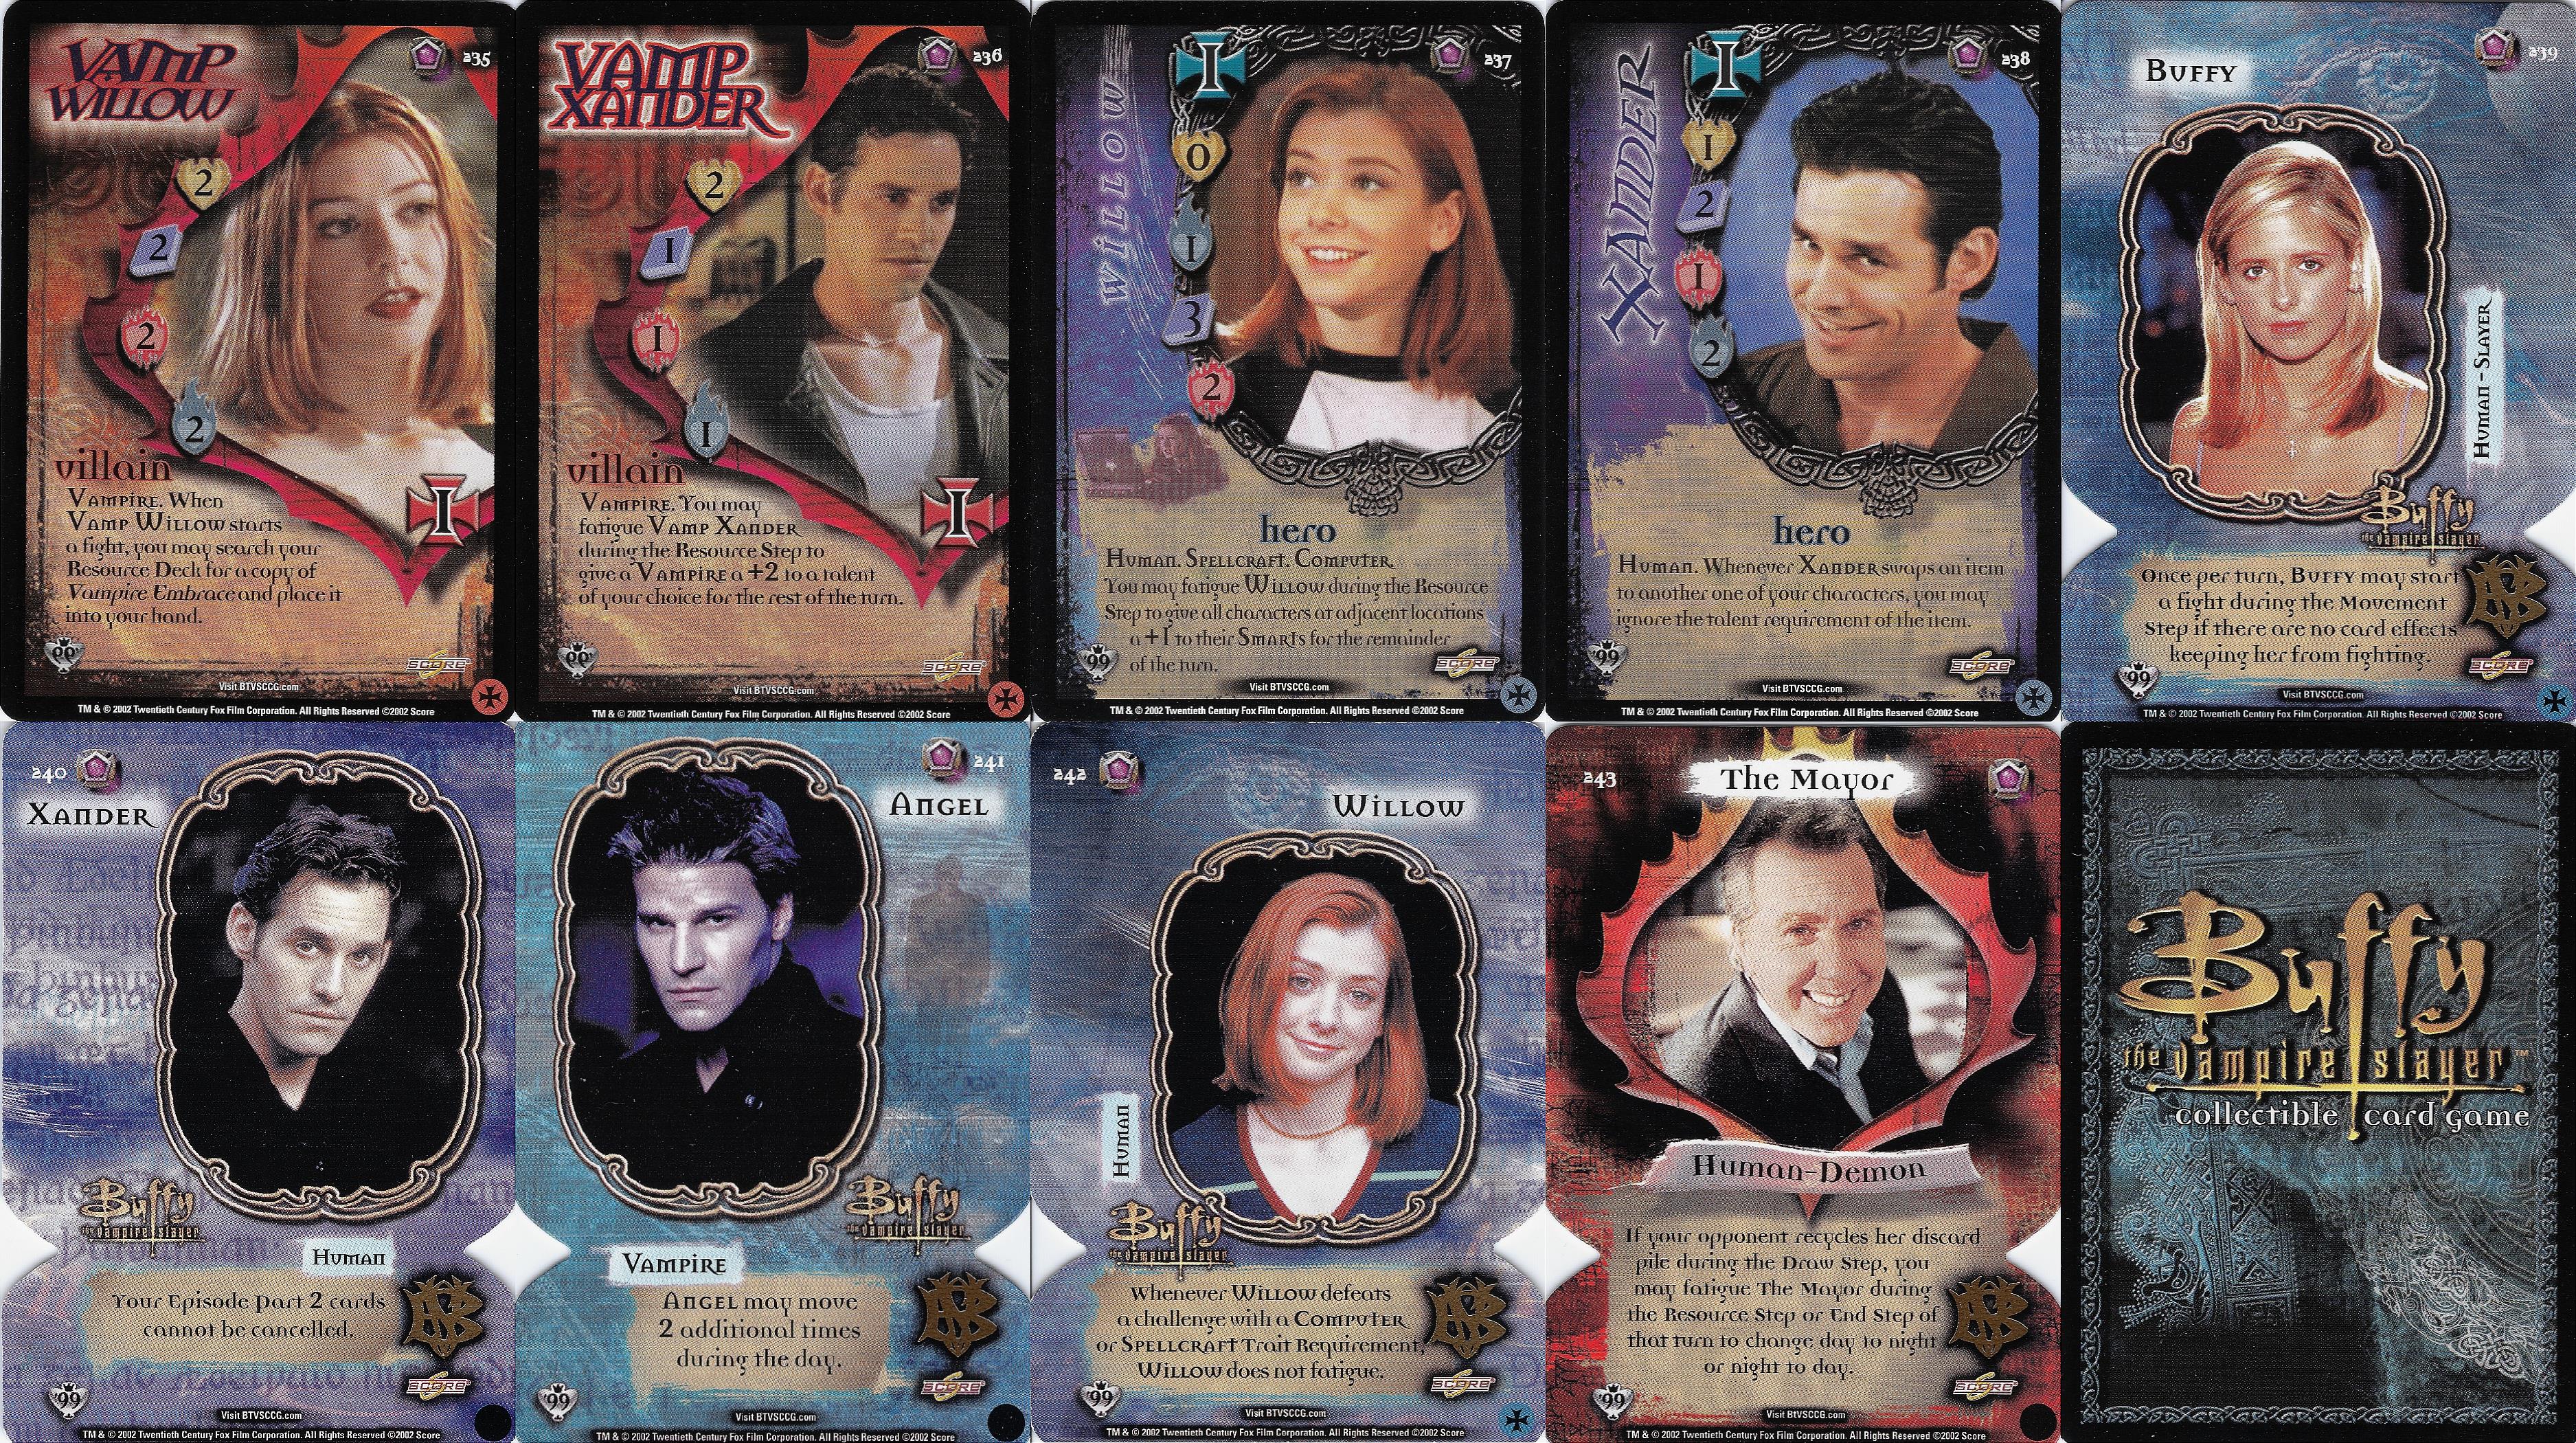 VAMP
WILLOW
235
2
2
2
2
villain
I
VAMPIRE. When
VAMP WILLOW starts
a fight, you may search your
Resource Deck for a copy of
Vampire Embrace and place it
into your hand.
'99
SCORE
Visit BTVSCCG.com
TM & © 2002 Twentieth Century Fox Film Corporation. All Rights Reserved ©2002 Score
VAMP
XANDER
236
2
1
1
1
villain
I
VAMPIRE. You may
fatigue VAMP XANDER
during the Resource Step to
give a VAMPIRE a +2 to a talent
of your choice for the rest of the turn.
'99
SCORE
Visit BTVSCCG.com
TM & © 2002 Twentieth Century Fox Film Corporation. All Rights Reserved ©2002 Score
WILLOW
I
237
0
1
3
2
hero
HUMAN. SPELLCRAFT. COMPUTER.
You may fatigue WILLOW during the Resource
Step to give all characters at adjacent locations
a +1 to their SMARTS for the remainder
of the turn.
'99
SCORE
Visit BTVSCCG.com
TM & © 2002 Twentieth Century Fox Film Corporation. All Rights Reserved ©2002 Score
XANDER
I
238
1
2
1
2
hero
HUMAN. Whenever XANDER swaps an item
to another one of your characters, you may
ignore the talent requirement of the item.
'99
SCORE
Visit BTVSCCG.com
TM & © 2002 Twentieth Century Fox Film Corporation. All Rights Reserved ©2002 Score
BUFFY
239
HUMAN - SLAYER
Buffy
the vampire slayer
Once per turn, BUFFY may start
a fight during the Movement
Step if there are no card effects
keeping her from fighting.
'99
SCORE
Visit BTVSCCG.com
TM & © 2002 Twentieth Century Fox Film Corporation. All Rights Reserved ©2002 Score
240
XANDER
Buffy
the vampire slayer
HUMAN
Your Episode Part 2 cards
cannot be cancelled.
'99
SCORE
Visit BTVSCCG.com
TM & © 2002 Twentieth Century Fox Film Corporation. All Rights Reserved ©2002 Score
241
ANGEL
Buffy
the vampire slayer
VAMPIRE
ANGEL may move
2 additional times
during the day.
'99
SCORE
Visit BTVSCCG.com
TM & © 2002 Twentieth Century Fox Film Corporation. All Rights Reserved ©2002 Score
242
WILLOW
HUMAN
Buffy
the vampire slayer
Whenever WILLOW defeats
a challenge with a COMPUTER
or SPELLCRAFT Trait Requirement,
WILLOW does not fatigue.
'99
SCORE
Visit BTVSCCG.com
TM & © 2002 Twentieth Century Fox Film Corporation. All Rights Reserved ©2002 Score
243
The Mayor
Human-Demon
If your opponent recycles her discard
pile during the Draw Step, you
may fatigue The Mayor during
the Resource Step or End Step of
that turn to change day to night
or night to day.
'99
SCORE
Visit BTVSCCG.com
TM & © 2002 Twentieth Century Fox Film Corporation. All Rights Reserved ©2002 Score
Buffy
the vampire slayer™
collectible card game